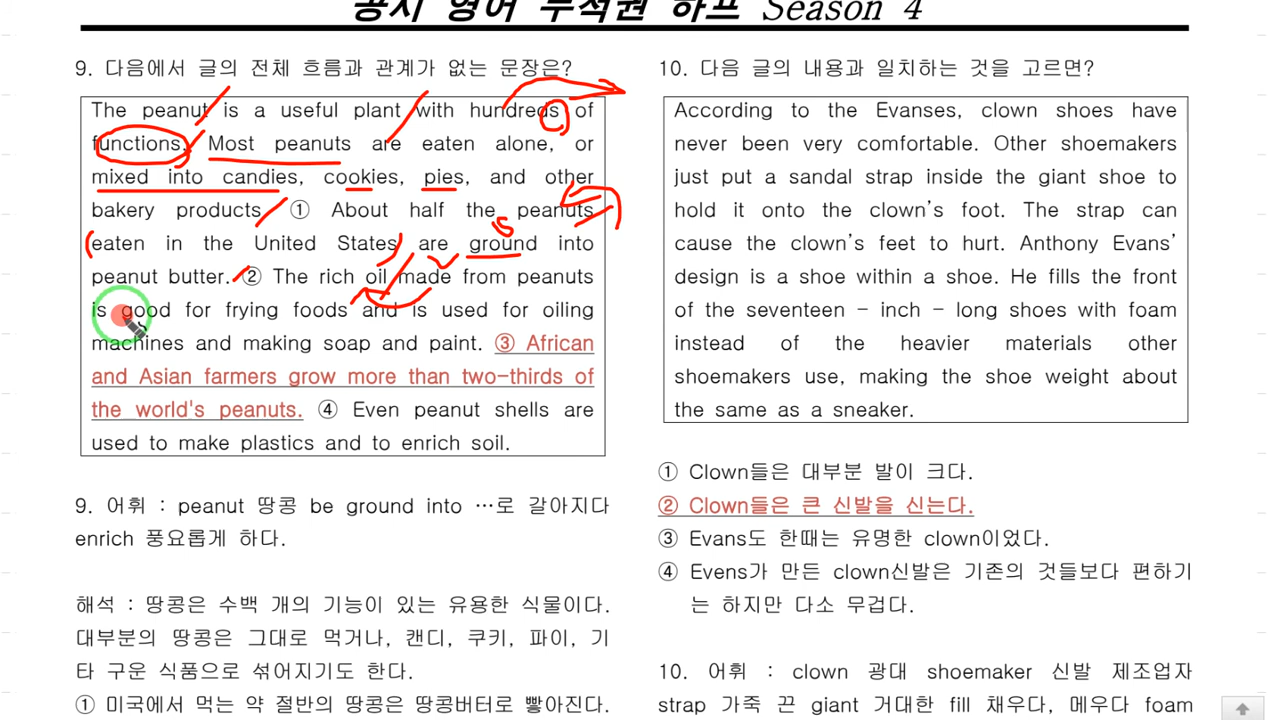 공시 영어 무석권 하프 Season 4
9. 다음에서 글의 전체 흐름과 관계가 없는 문장은?
The peanut is a useful plant with hundreds of
functions. Most peanuts are eaten alone, or
mixed into candies, cookies, pies, and other
bakery products. ① About half the peanuts
eaten in the United States are ground into
peanut butter. ② The rich oil made from peanuts
is good for frying foods and is used for oiling
machines and making soap and paint. ③ African
and Asian farmers grow more than two-thirds of
the world's peanuts. ④ Even peanut shells are
used to make plastics and to enrich soil.
9. 어휘 : peanut 땅콩 be ground into …로 갈아지다
enrich 풍요롭게 하다.
해석 : 땅콩은 수백 개의 기능이 있는 유용한 식물이다.
대부분의 땅콩은 그대로 먹거나, 캔디, 쿠키, 파이, 기
타 구운 식품으로 섞어지기도 한다.
① 미국에서 먹는 약 절반의 땅콩은 땅콩버터로 빻아진다.
10. 다음 글의 내용과 일치하는 것을 고르면?
According to the Evanses, clown shoes have
never been very comfortable. Other shoemakers
just put a sandal strap inside the giant shoe to
hold it onto the clown's foot. The strap can
cause the clown's feet to hurt. Anthony Evans'
design is a shoe within a shoe. He fills the front
of the seventeen - inch - long shoes with foam
instead of the heavier materials other
shoemakers use, making the shoe weight about
the same as a sneaker.
① Clown들은 대부분 발이 크다.
② Clown들은 큰 신발을 신는다.
③ Evans도 한때는 유명한 clown이었다.
④ Evens가 만든 clown신발은 기존의 것들보다 편하기
는 하지만 다소 무겁다.
10. 어휘 : clown 광대 shoemaker 신발 제조업자
strap 가죽 끈 giant 거대한 fill 채우다, 메우다 foam